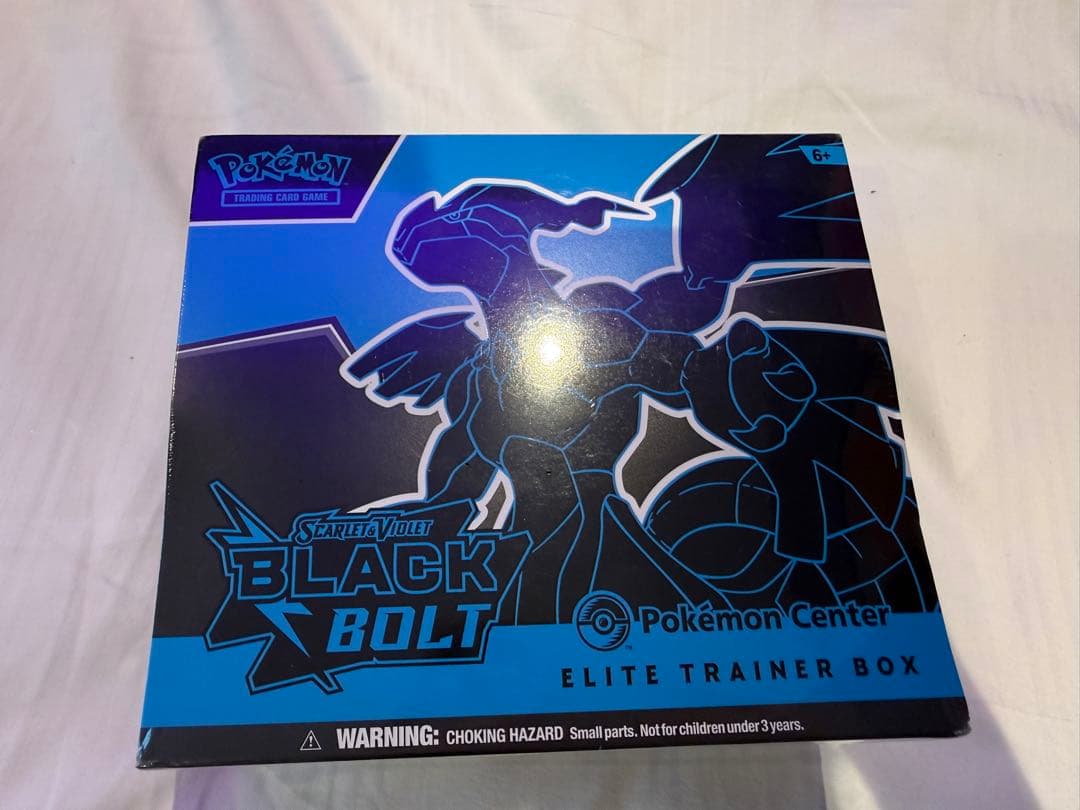 POKéMON
TRADING CARD GAME
6+
SCARLET & VIOLET
BLACK
BOLT
Pokémon Center
TM
ELITE TRAINER BOX
WARNING: CHOKING HAZARD Small parts. Not for children under 3 years.